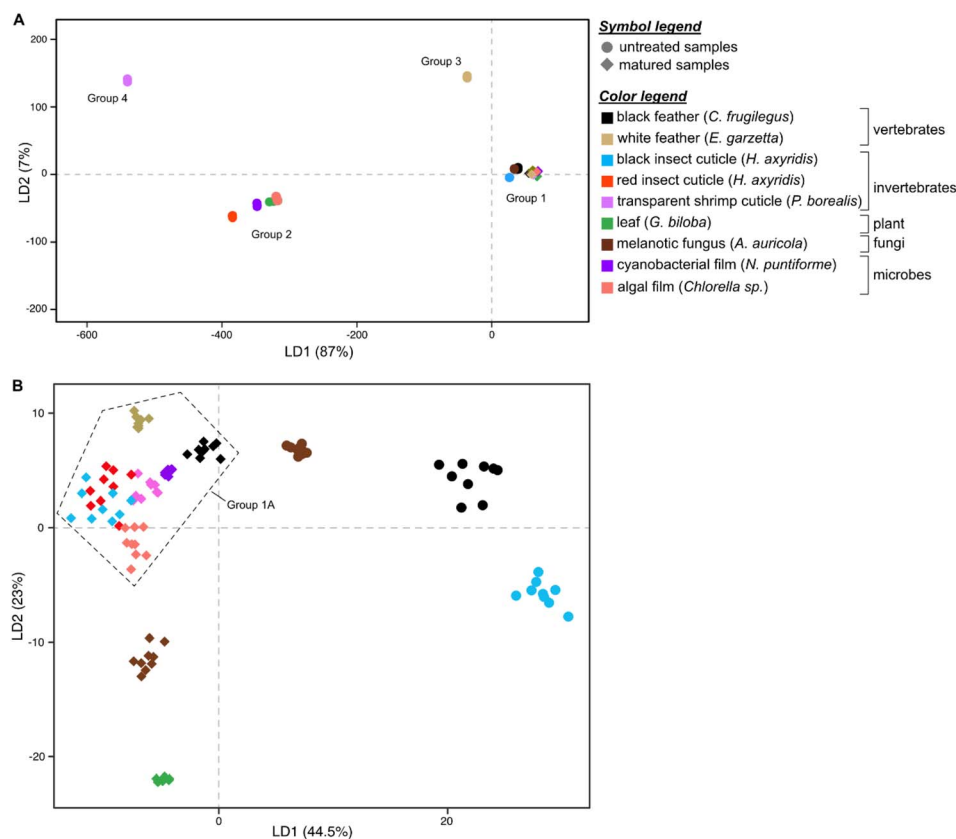 A
200
100
0
-100
-200
LD2 (7%)
Group 4
Group 3
Group 2
Group 1
-600
-400
-200
0
LD1 (87%)
Symbol legend
untreated samples
matured samples
Color legend
black feather (C. frugilegus)
white feather (E. garzetta)
vertebrates
black insect cuticle (H. axyridis)
red insect cuticle (H. axyridis)
transparent shrimp cuticle (P. borealis)
invertebrates
leaf (G. biloba)
plant
melanotic fungus (A. auricola)
fungi
cyanobacterial film (N. puntiforme)
algal film (Chlorella sp.)
microbes
B
10
0
-10
-20
LD2 (23%)
Group 1A
0
20
LD1 (44.5%)